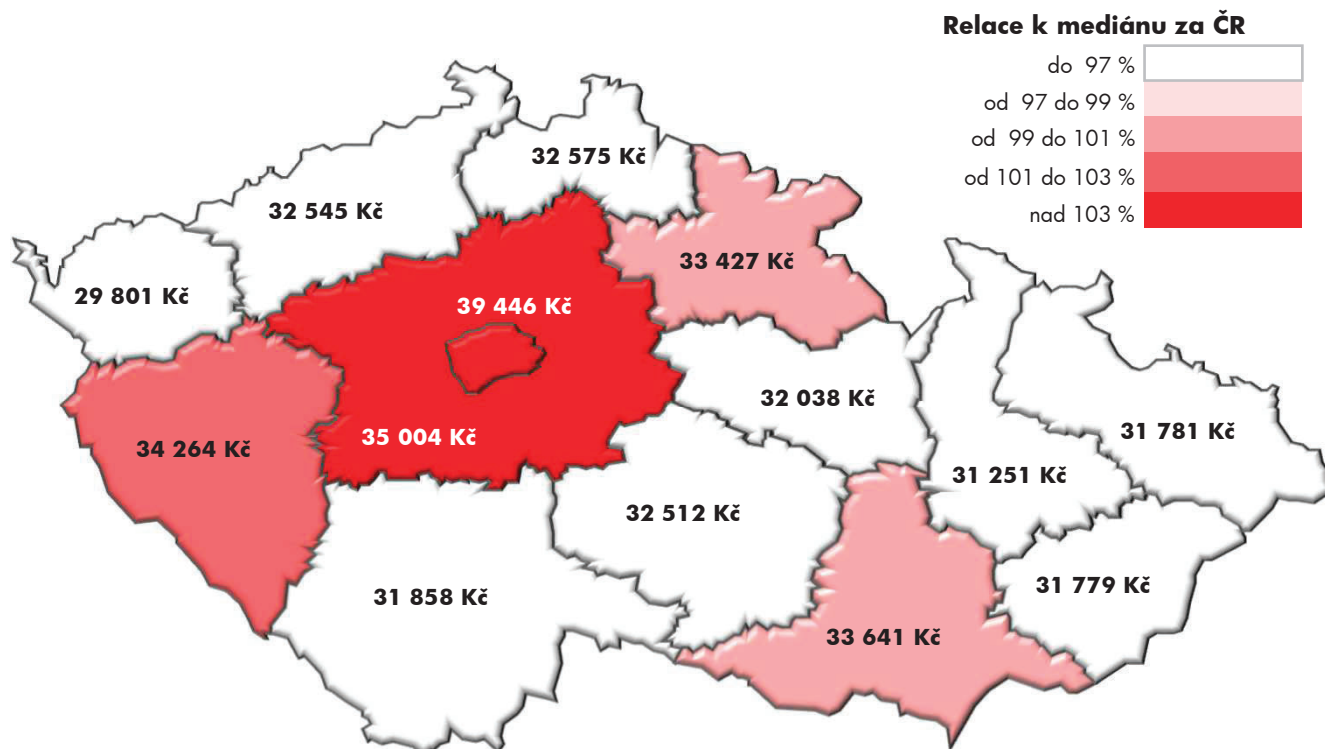 Relace k mediánu za ČR
do 97 %
od 97 do 99 %
od 99 do 101 %
od 101 do 103 %
nad 103 %
32 575 Kč
32 545 Kč
33 427 Kč
29 801 Kč
39 446 Kč
32 038 Kč
34 264 Kč
35 004 Kč
31 781 Kč
31 251 Kč
32 512 Kč
31 858 Kč
31 779 Kč
33 641 Kč